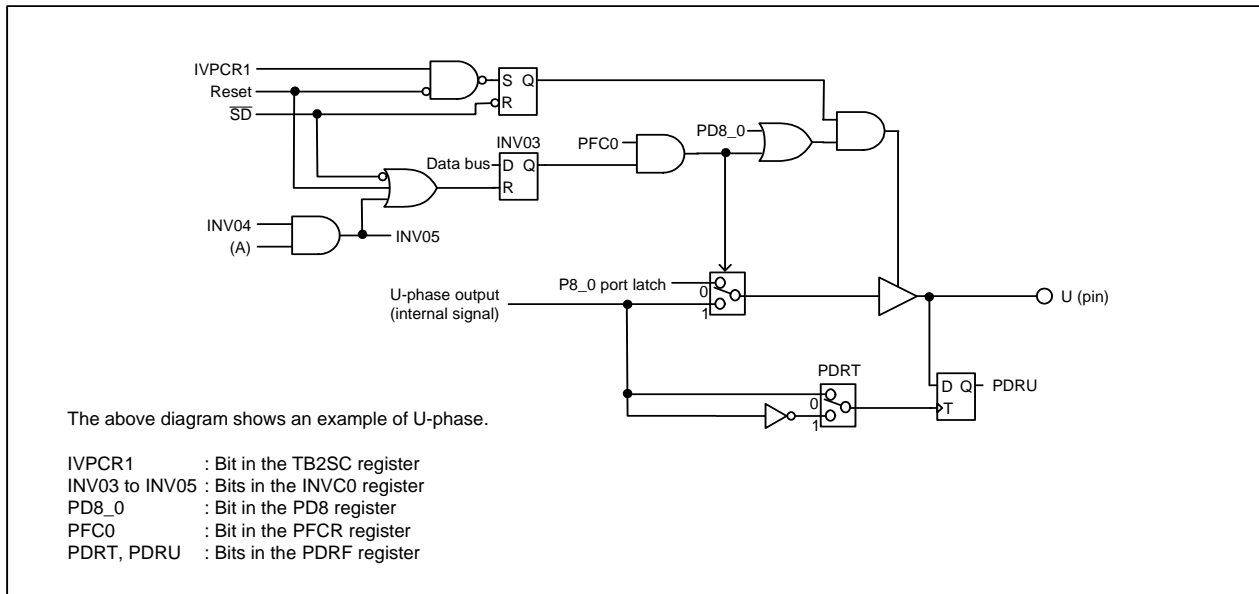 IVPCR1
Reset
SD
S Q
R
INV03
Data bus
D Q
R
PFC0
PD8_0
INV04
(A)
INV05
P8_0 port latch
0
1
U-phase output
(internal signal)
U (pin)
PDRT
0
1
D Q
T
PDRU
The above diagram shows an example of U-phase.
IVPCR1 : Bit in the TB2SC register
INV03 to INV05 : Bits in the INVC0 register
PD8_0 : Bit in the PD8 register
PFC0 : Bit in the PFCR register
PDRT, PDRU : Bits in the PDRF register